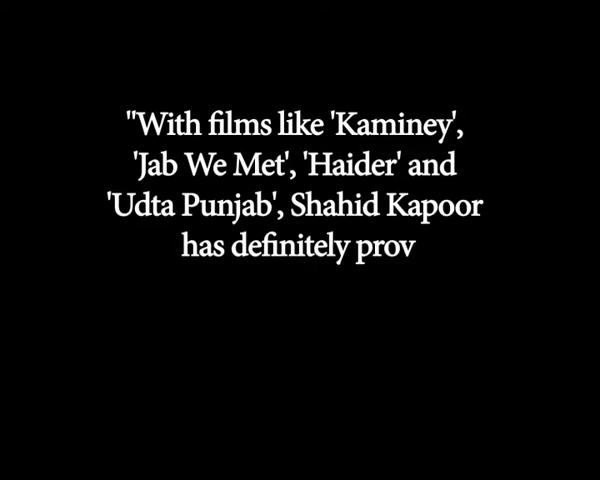 "With films like 'Kaminey',
'Jab We Met', 'Haider' and
'Udta Punjab', Shahid Kapoor
has definitely prov